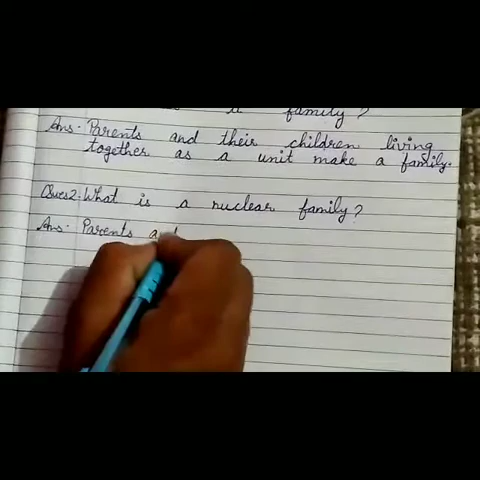 a family?
Ans. Parents and their children living
together as a unit make a family.
Ques2. What is a nuclear family?
Ans. Parents